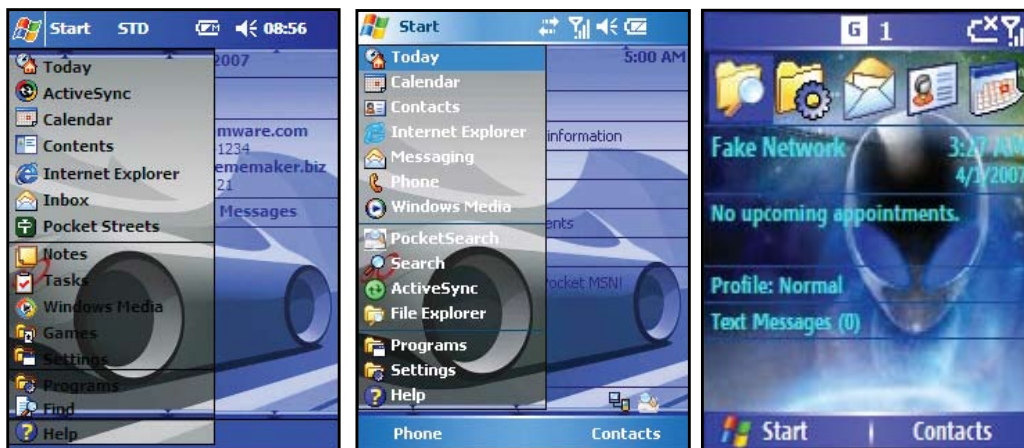 Start STD 08:56
Today
2007
ActiveSync
Calendar
Contents
mware.com
1234
Internet Explorer
ememaker.biz
21
Inbox
Messages
Pocket Streets
Notes
Tasks
Windows Media
Games
Settings
Programs
Find
Help
Start
Today
5:00 AM
Calendar
Contacts
Internet Explorer
information
Messaging
Phone
Windows Media
ents
PocketSearch
Search
ocket MSN!
ActiveSync
File Explorer
Programs
Settings
Help
Phone Contacts
G 1
Fake Network 3:27 AM
4/1/2007
No upcoming appointments.
Profile: Normal
Text Messages (0)
Start Contacts